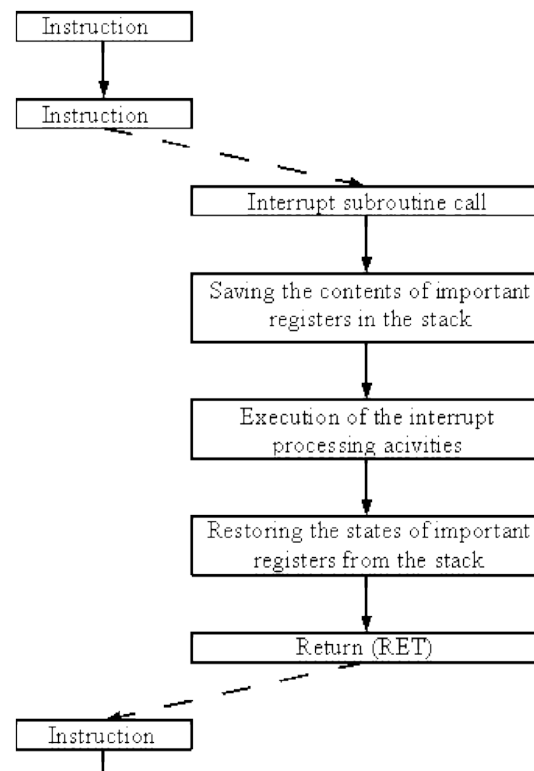 Instruction
Instruction
Interrupt subroutine call
Saving the contents of important
registers in the stack
Execution of the interrupt
processing acivities
Restoring the states of important
registers from the stack
Return (RET)
Instruction